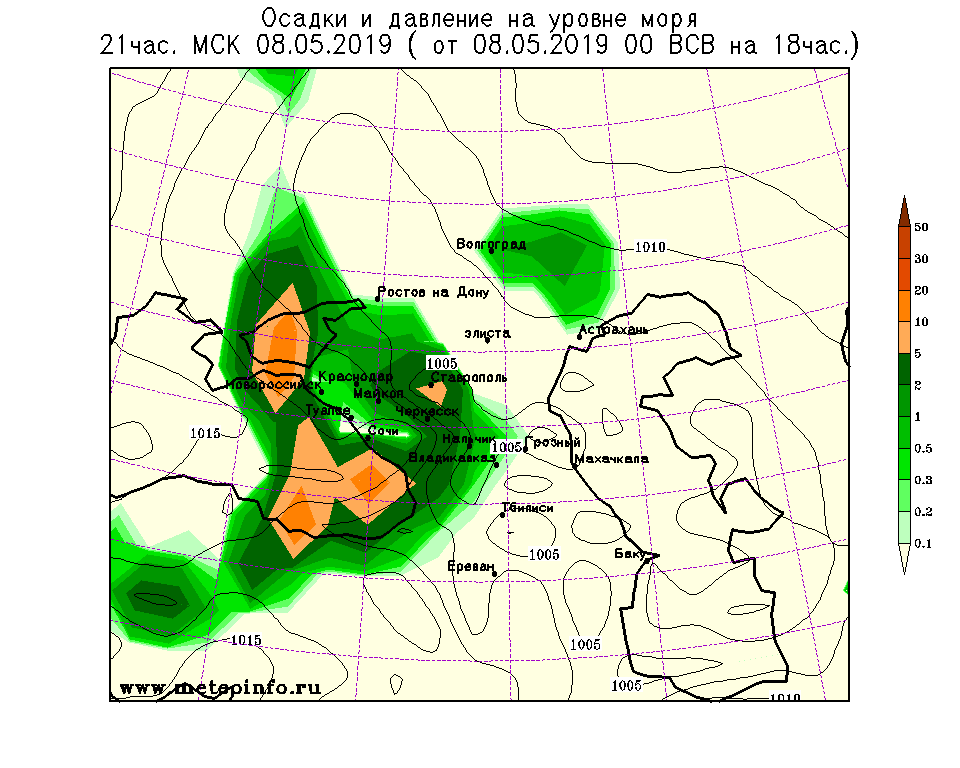 Осадки и давление на уровне моря
21час. МСК 08.05.2019 ( от 08.05.2019 00 ВСВ на 18час.)
50
Волгоград
1010
30
Ростов на Дону
20
10
элиста
Астрахань
5
1005
Краснодар
Ставрополь
Новороссийск
2
Майкоп
Туапсе
Черкесск
1
1015
Сочи
Нальчик
1005
Грозный
0.5
Владикавказ
Махачкала
0.3
Тбилиси
0.2
0.1
1005
Баку
Ереван
1015
1005
1005
www.метеоinfo.ru
1010